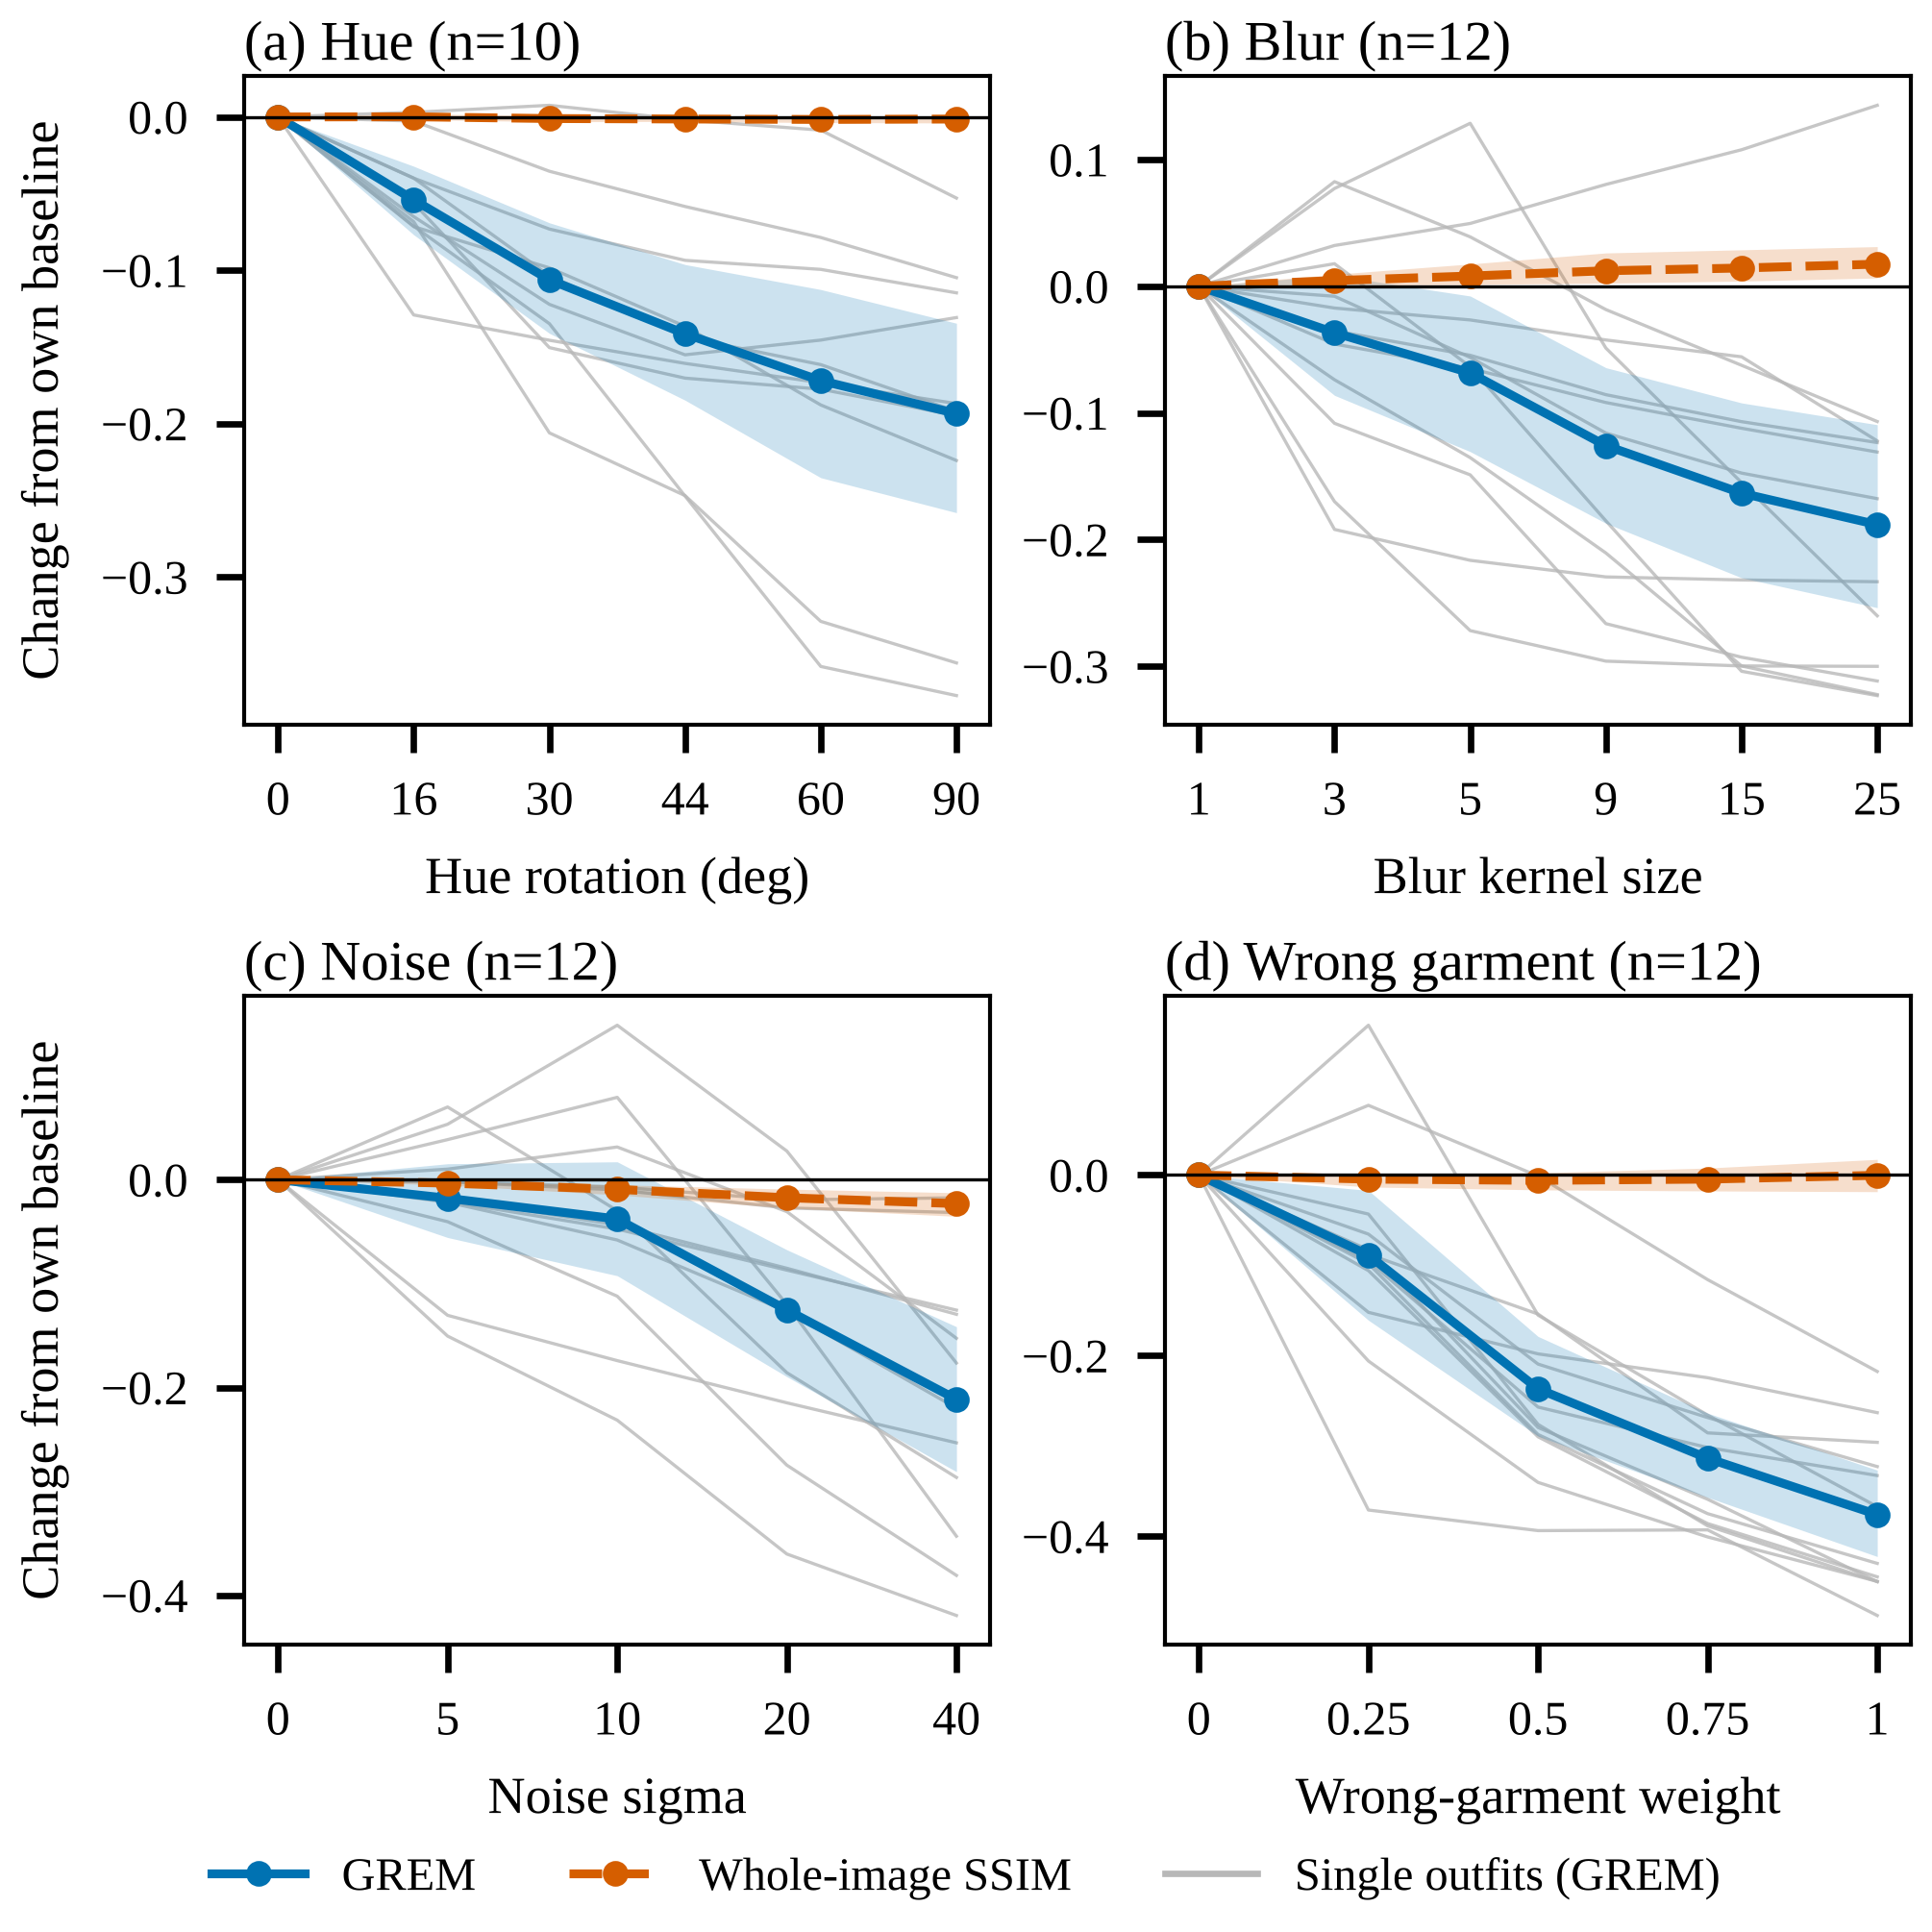 (a) Hue (n=10)
Change from own baseline
0.0
−0.1
−0.2
−0.3
0 16 30 44 60 90
Hue rotation (deg)
(b) Blur (n=12)
0.1
0.0
−0.1
−0.2
−0.3
1 3 5 9 15 25
Blur kernel size
(c) Noise (n=12)
Change from own baseline
0.0
−0.2
−0.4
0 5 10 20 40
Noise sigma
(d) Wrong garment (n=12)
0.0
−0.2
−0.4
0 0.25 0.5 0.75 1
Wrong-garment weight
GREM Whole-image SSIM Single outfits (GREM)